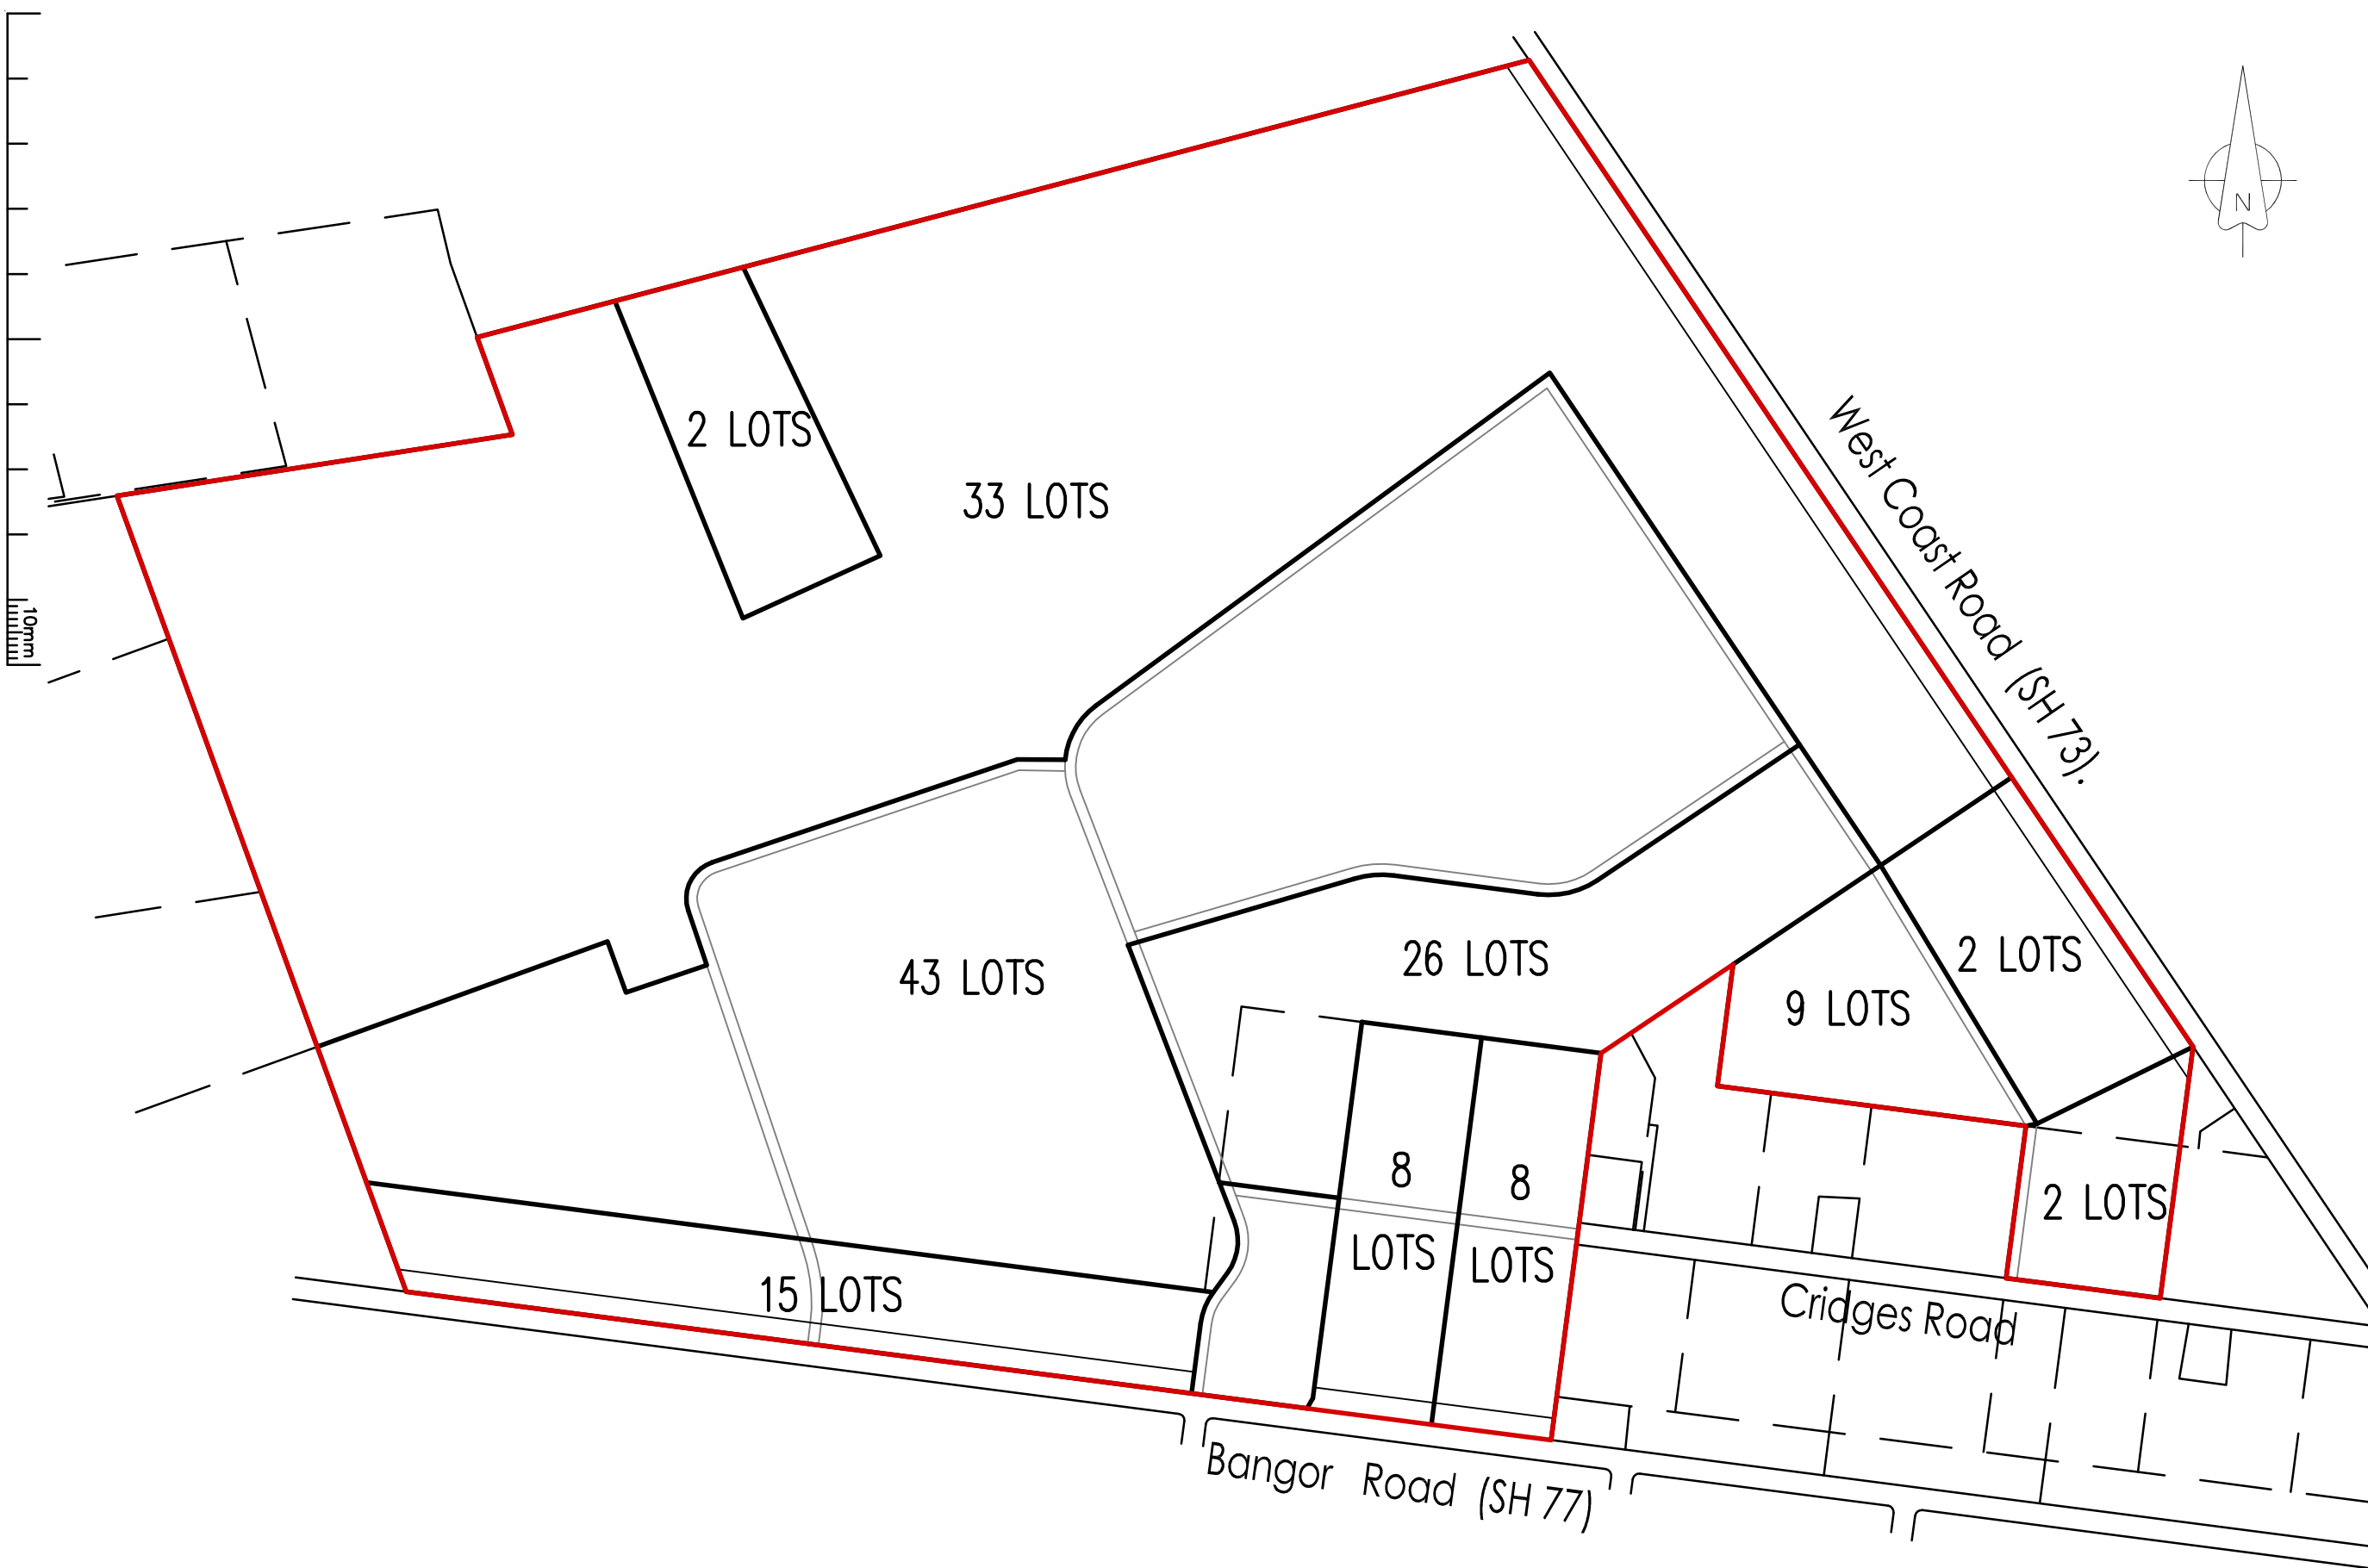 N
2 LOTS
33 LOTS
West Coast Road (SH 73).
10mm
43 LOTS
26 LOTS
2 LOTS
9 LOTS
8
LOTS
8
LOTS
2 LOTS
15 LOTS
Cridges Road
Bangor Road (SH 77)